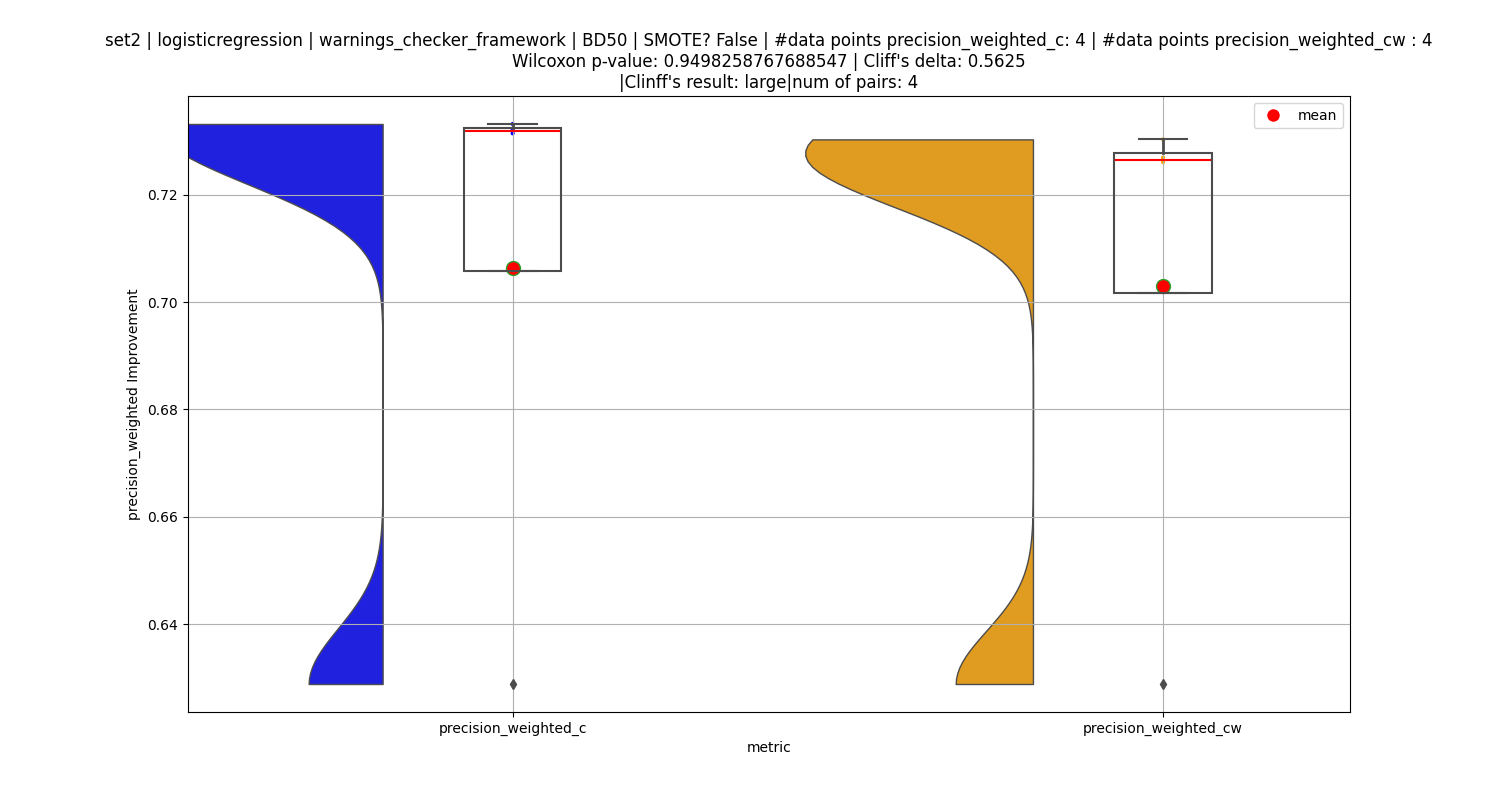 set2 | logisticregression | warnings_checker_framework | BD50 | SMOTE? False | #data points precision_weighted_c: 4 | #data points precision_weighted_cw : 4
Wilcoxon p-value: 0.9498258767688547 | Cliff's delta: 0.5625
|Clinff's result: large|num of pairs: 4
mean
0.72
0.70
0.68
0.66
0.64
precision_weighted Improvement
precision_weighted_c
precision_weighted_cw
metric